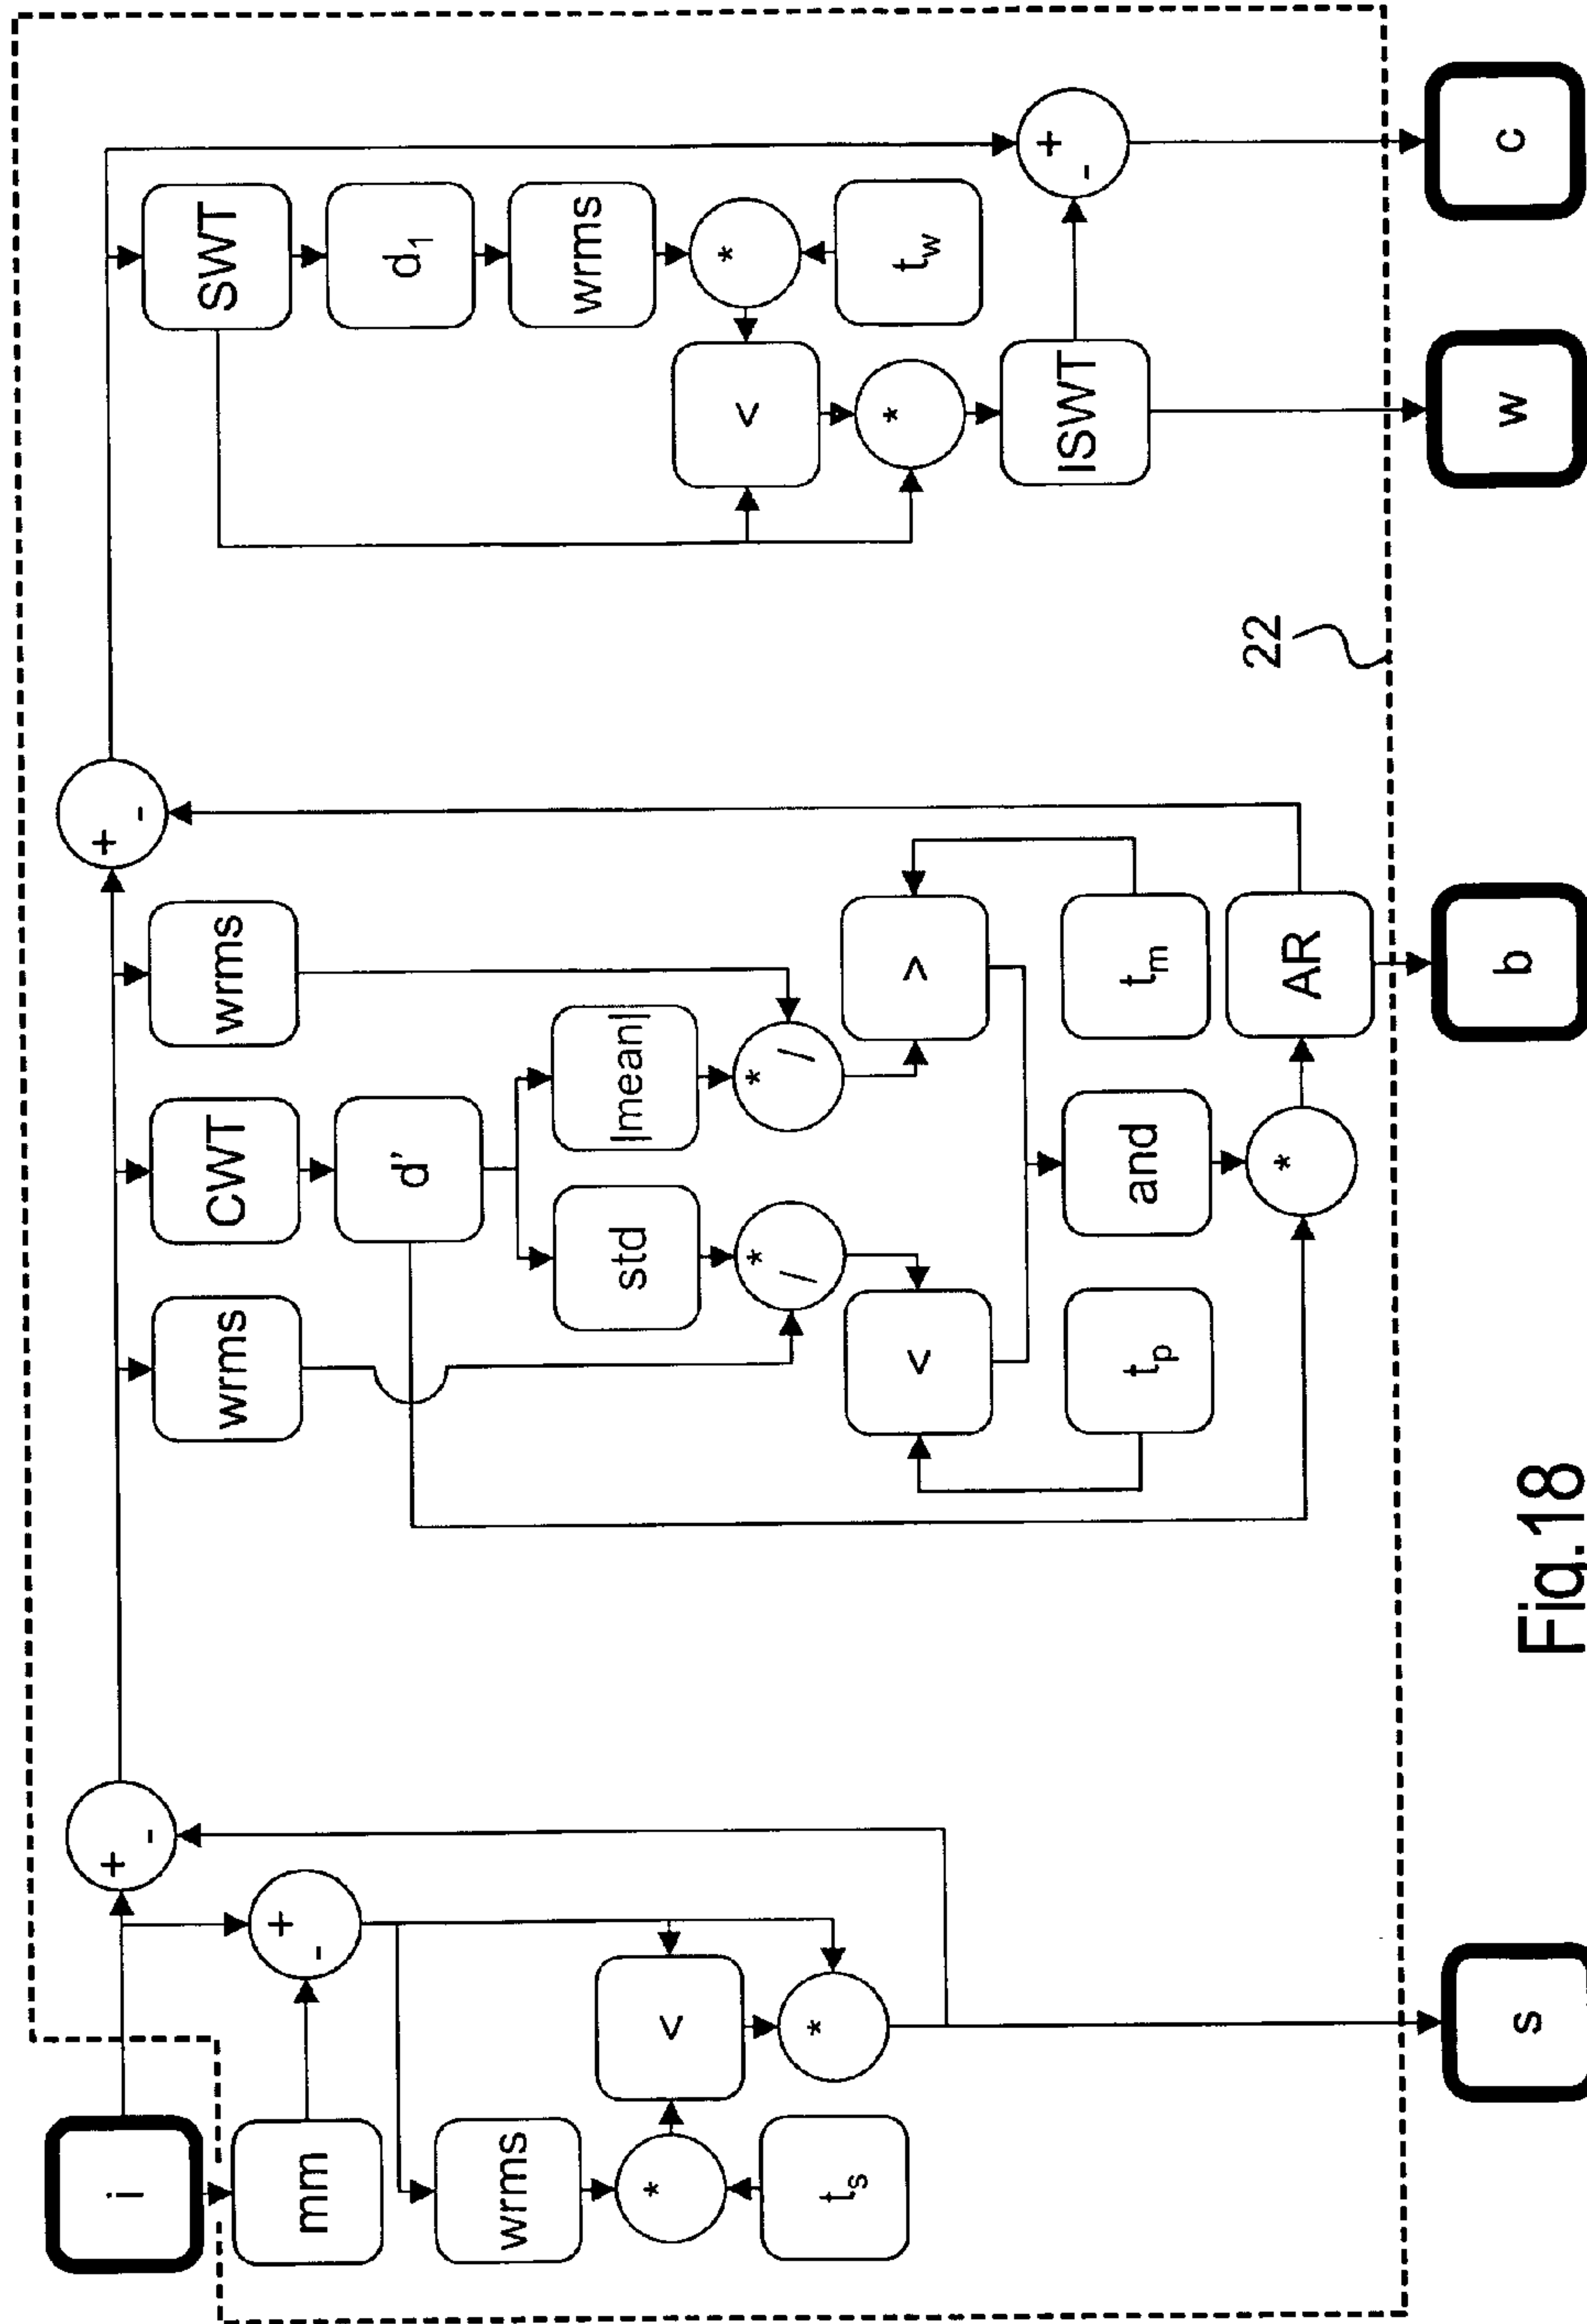 i
+
-
+
-
SWT
wrms
CWT
wrms
mm
+
-
d'
d₁
wrms
std
|mean|
wrms
*
*
/
*
/
*
<
t_s
*
<
>
<
t_w
*
t_p
and
t_m
ISWT
+
-
*
AR
22
s
b
w
c
Fig.18